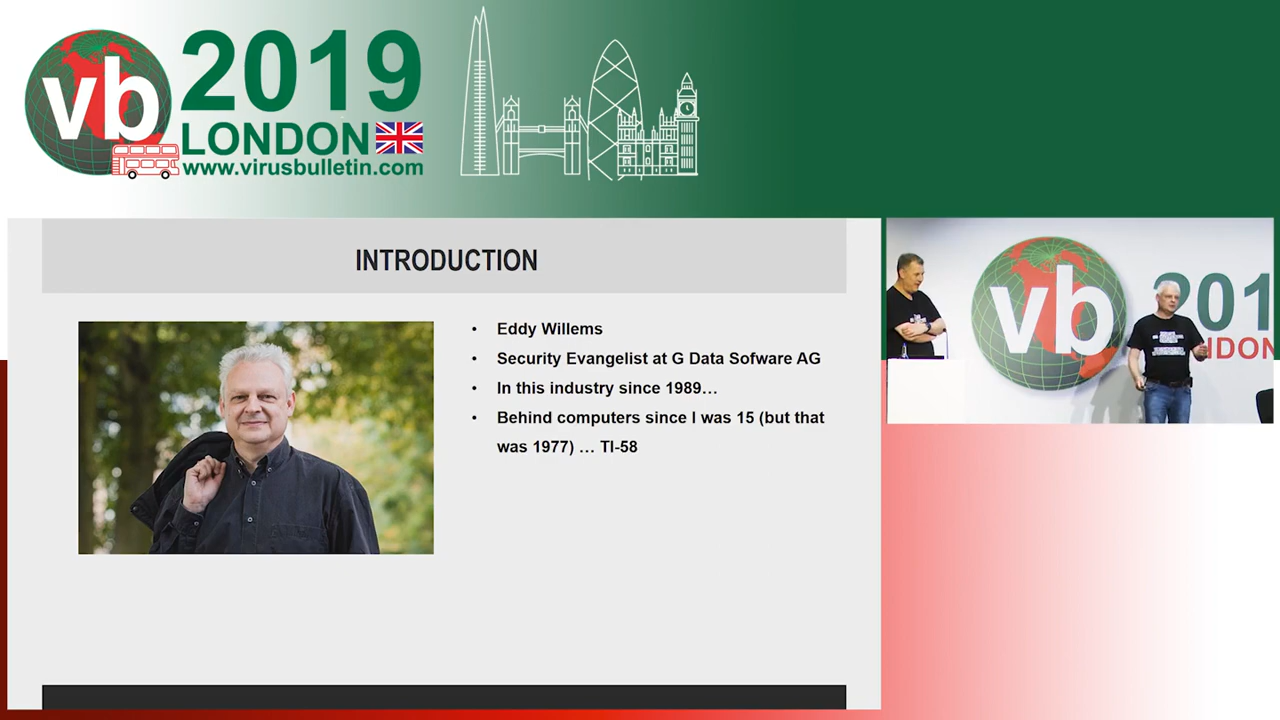 vb
2019
LONDON
www.virusbulletin.com
INTRODUCTION
• Eddy Willems
• Security Evangelist at G Data Sofware AG
• In this industry since 1989…
• Behind computers since I was 15 (but that
was 1977) … TI-58
vb
201
NDON